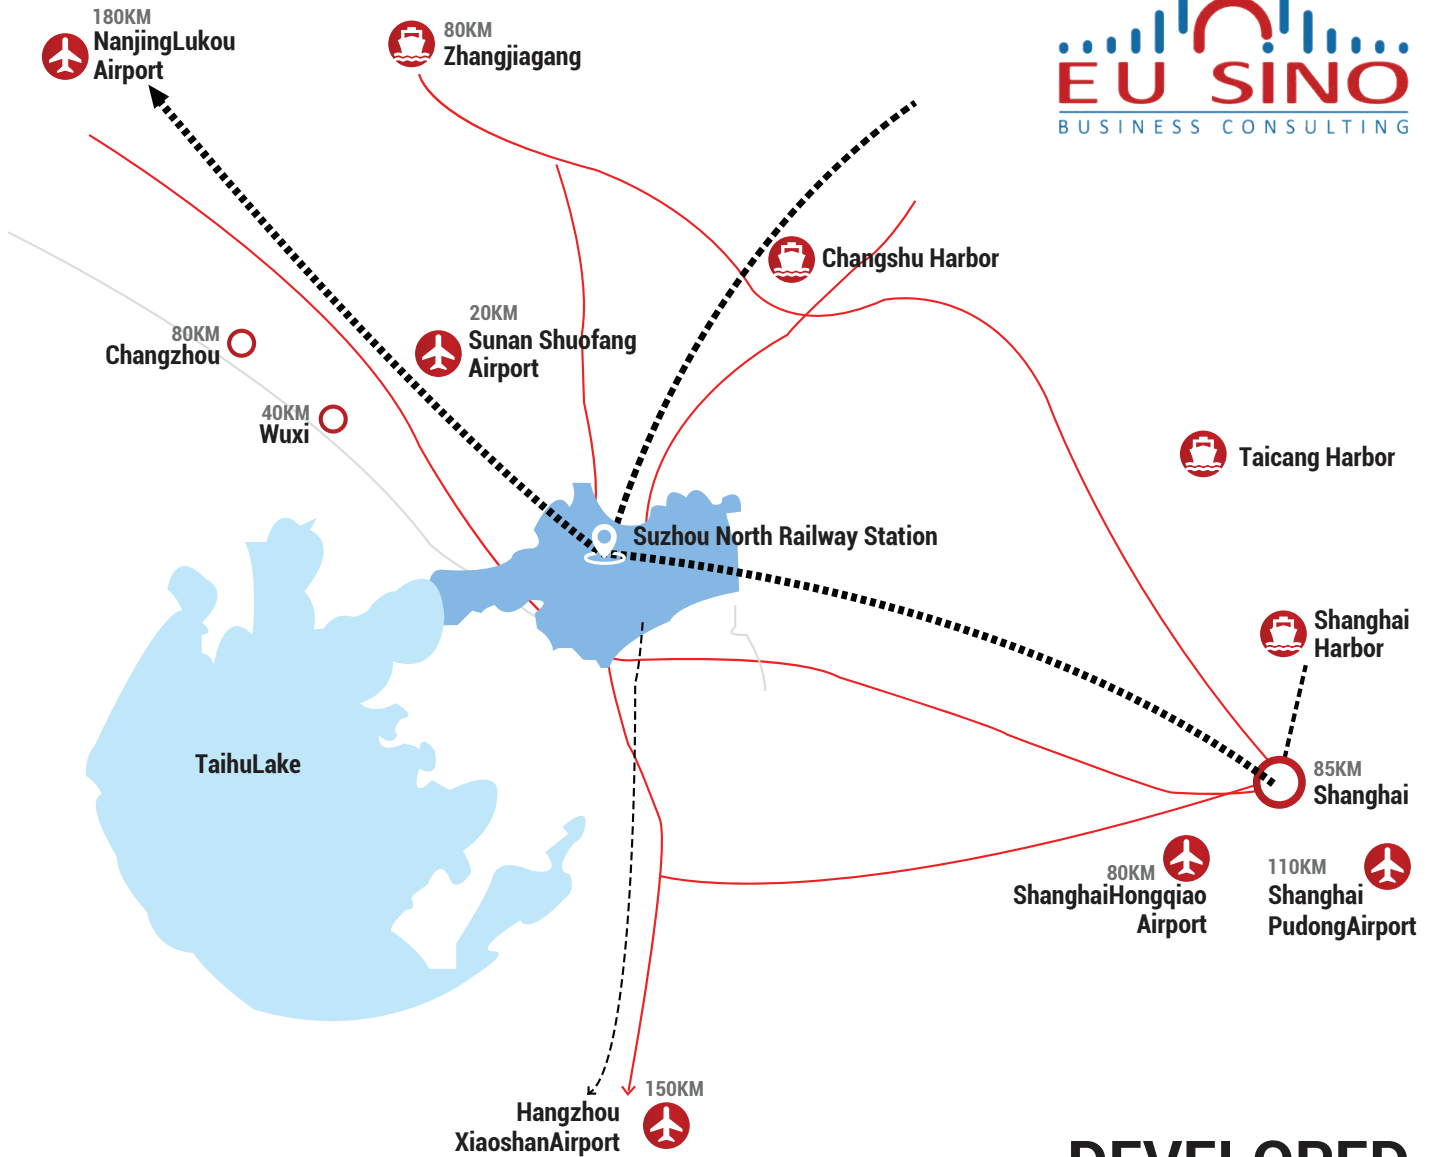 180KM
NanjingLukou
Airport
80KM
Zhangjiagang
EU SINO
BUSINESS CONSULTING
Changshu Harbor
20KM
Sunan Shuofang
Airport
80KM
Changzhou
40KM
Wuxi
Taicang Harbor
Suzhou North Railway Station
Shanghai
Harbor
TaihuLake
85KM
Shanghai
80KM
ShanghaiHongqiao
Airport
110KM
Shanghai
PudongAirport
150KM
Hangzhou
XiaoshanAirport
DEVELOPED